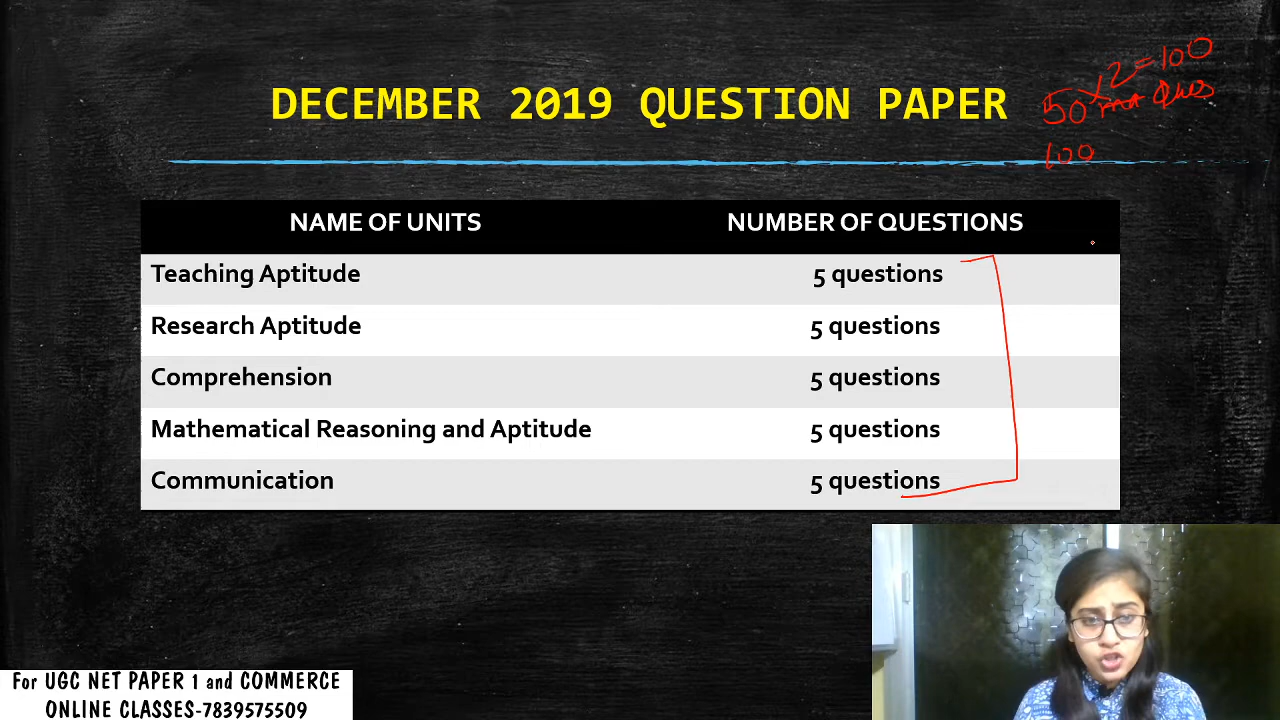 DECEMBER 2019 QUESTION PAPER
50 x 2 = 100
Ques
100
NAME OF UNITS NUMBER OF QUESTIONS
Teaching Aptitude 5 questions
Research Aptitude 5 questions
Comprehension 5 questions
Mathematical Reasoning and Aptitude 5 questions
Communication 5 questions
For UGC NET PAPER 1 and COMMERCE
ONLINE CLASSES-7839575509